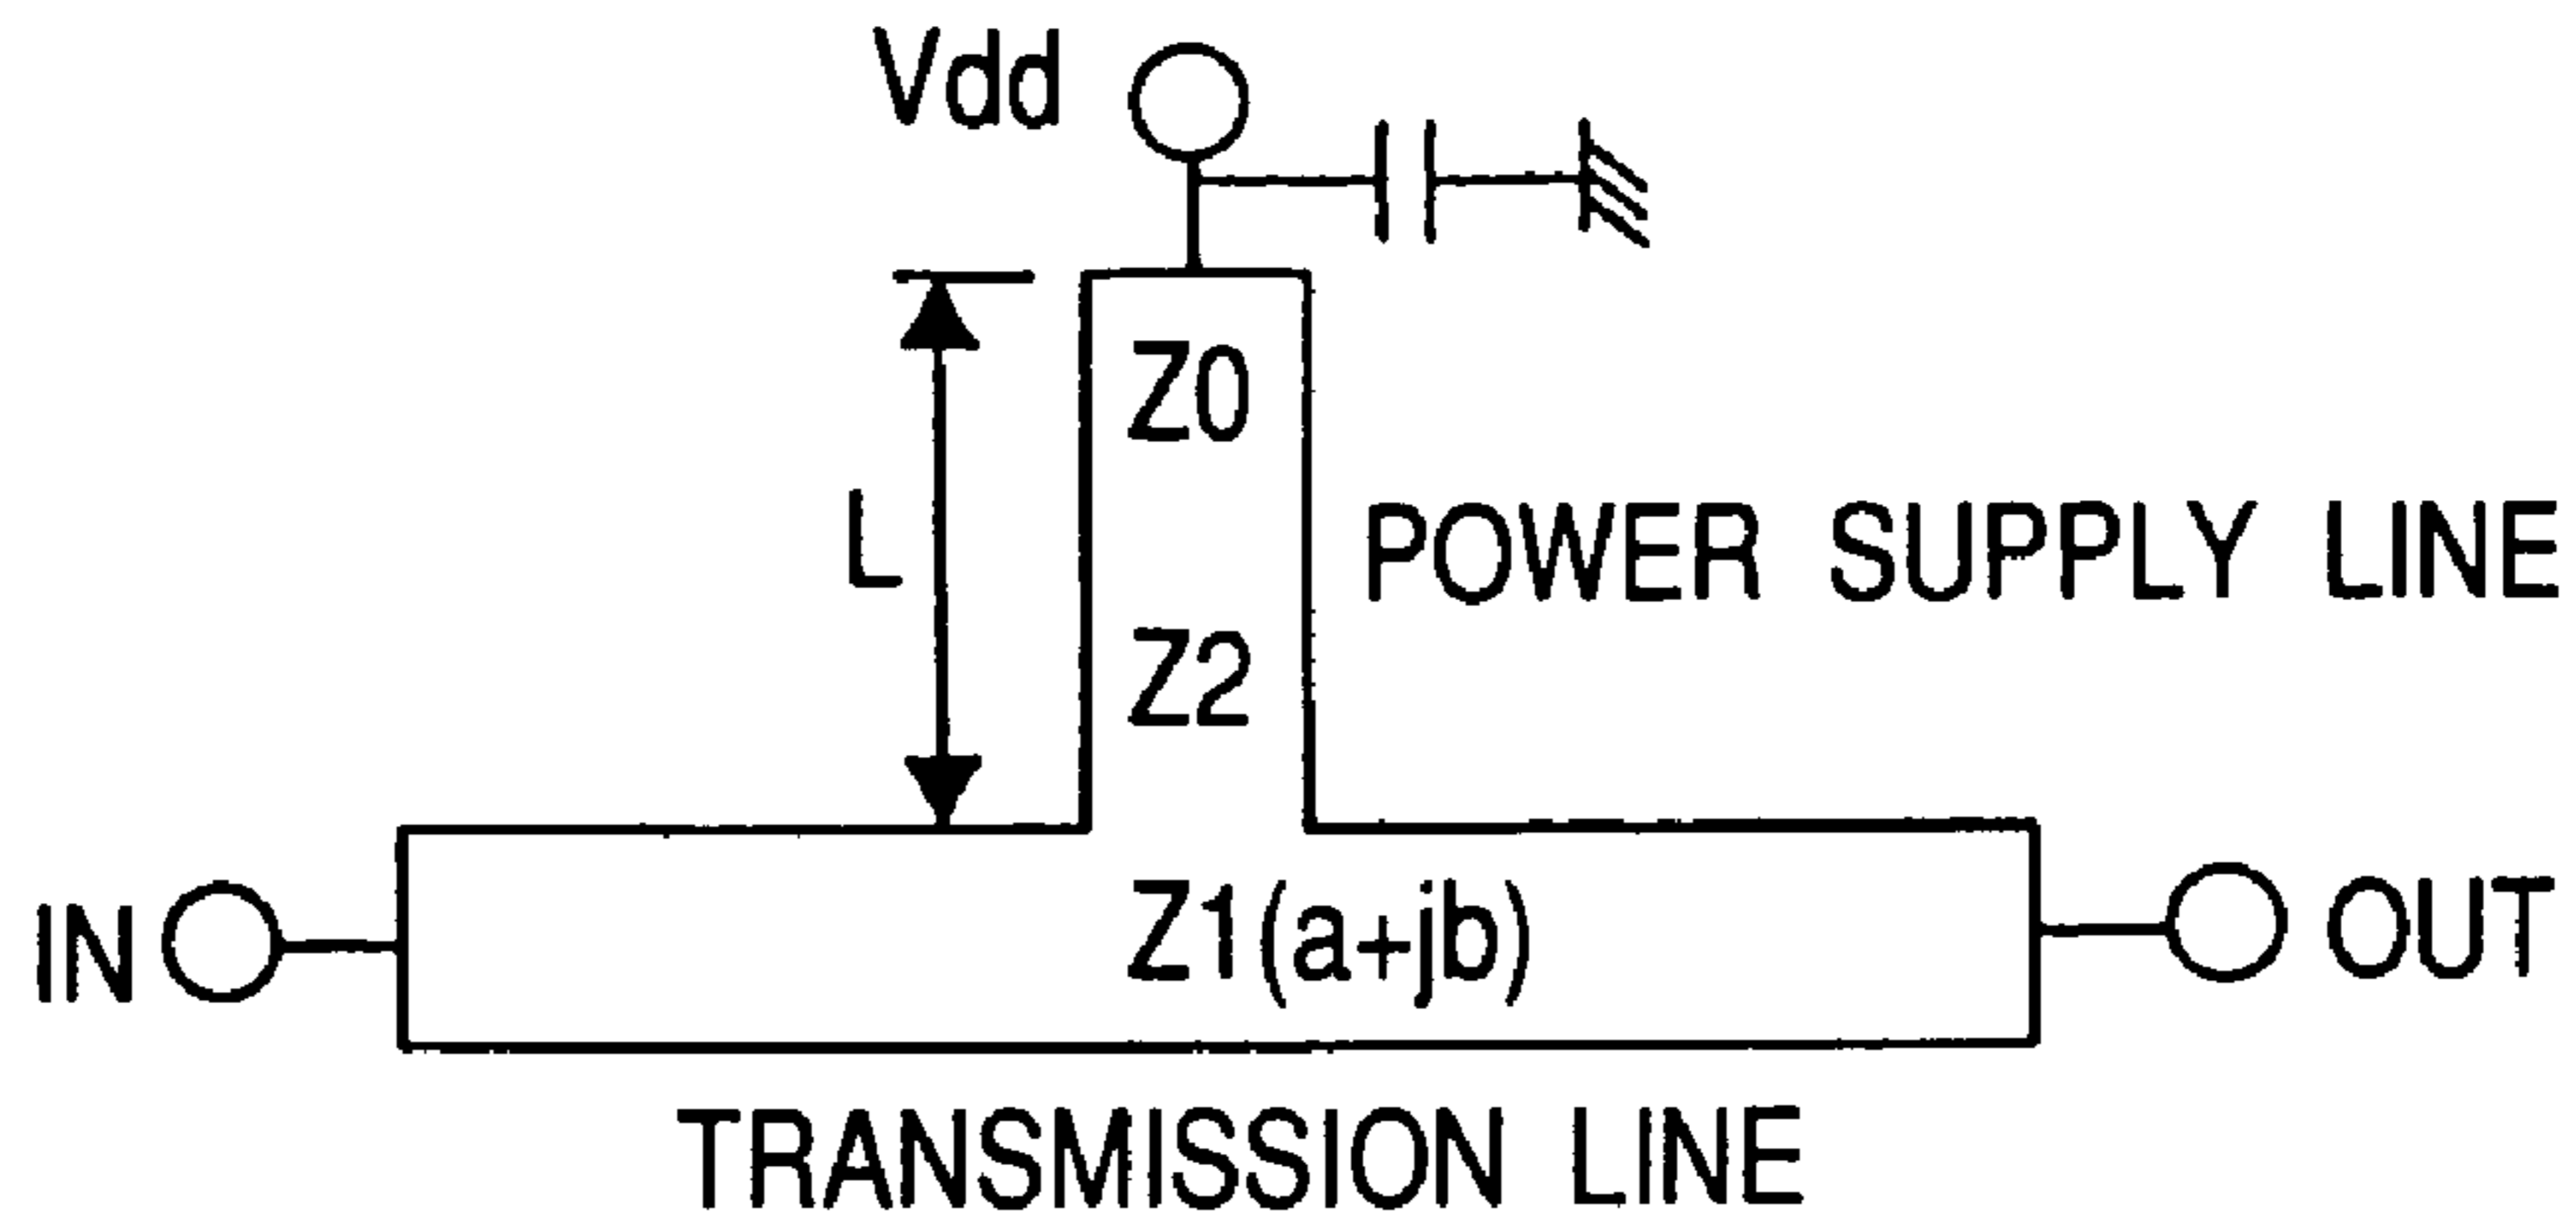 Vdd
Z0
L
POWER SUPPLY LINE
Z2
IN
Z1(a+jb)
OUT
TRANSMISSION LINE